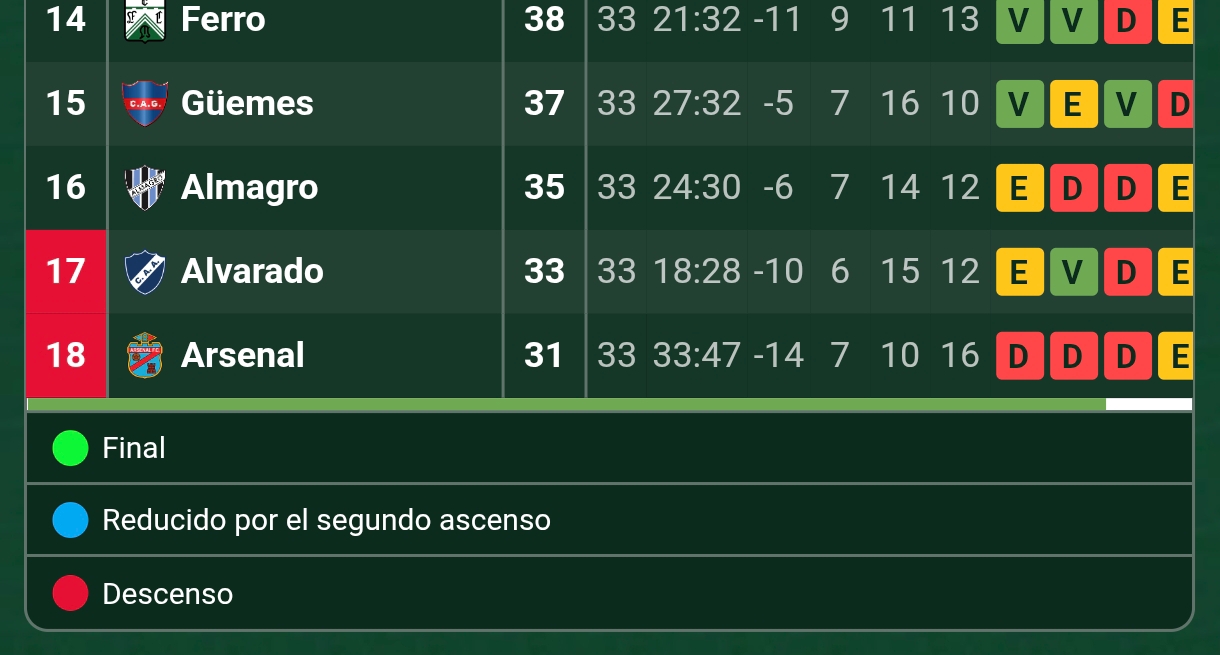 14 Ferro 38 33 21:32 -11 9 11 13 V V D E
15 C.A.G. Güemes 37 33 27:32 -5 7 16 10 V E V D
16 ALMAGRO Almagro 35 33 24:30 -6 7 14 12 E D D E
17 C.A.A. Alvarado 33 33 18:28 -10 6 15 12 E V D E
18 ARSENAL F.C. Arsenal 31 33 33:47 -14 7 10 16 D D D E
Final
Reducido por el segundo ascenso
Descenso